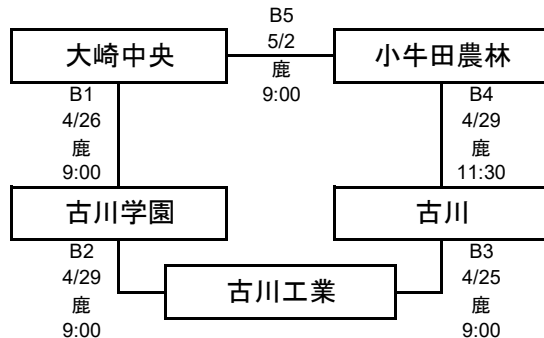 B5
5/2
鹿
9:00
大崎中央
小牛田農林
B1
4/26
鹿
9:00
B4
4/29
鹿
11:30
古川学園
古川
B2
4/29
鹿
9:00
古川工業
B3
4/25
鹿
9:00